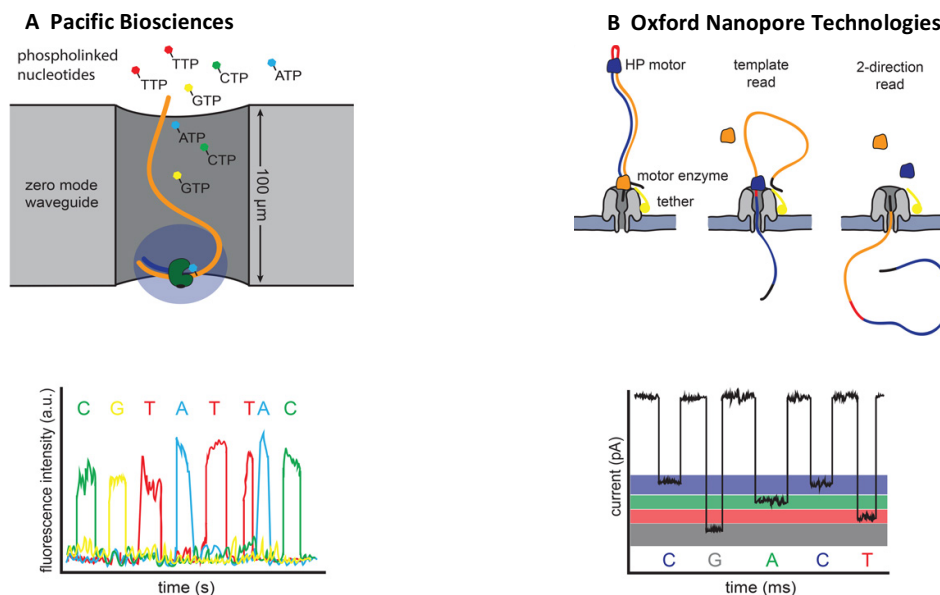 A Pacific Biosciences
phospholinked
nucleotides
TTP
TTP
CTP
ATP
GTP
ATP
CTP
GTP
zero mode
waveguide
100 µm
fluorescence intensity (a.u.)
C G T A T T A C
time (s)
B Oxford Nanopore Technologies
HP motor
template
read
2-direction
read
motor enzyme
tether
current (pA)
C G A C T
time (ms)